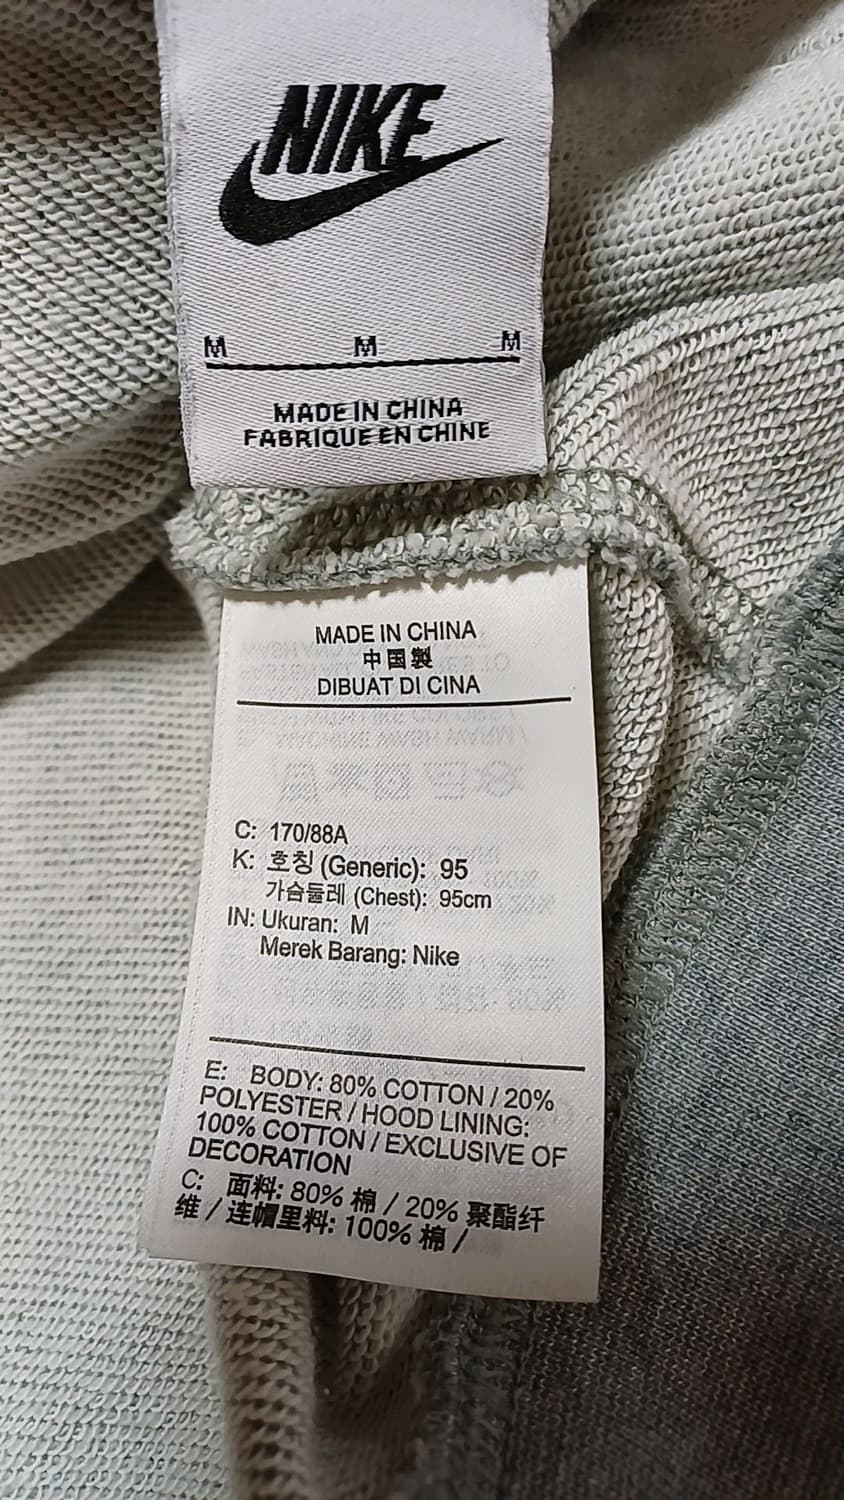 NIKE
M M M
MADE IN CHINA
FABRIQUE EN CHINE
MADE IN CHINA
中国製
DIBUAT DI CINA
C: 170/88A
K: 호칭 (Generic): 95
가슴둘레 (Chest): 95cm
IN: Ukuran: M
Merek Barang: Nike
E: BODY: 80% COTTON / 20%
POLYESTER / HOOD LINING:
100% COTTON / EXCLUSIVE OF
DECORATION
C: 面料: 80% 棉 / 20% 聚酯纤
维 / 连帽里料: 100% 棉 /